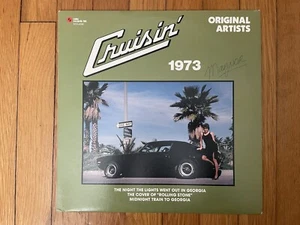 Cruisin'
ORIGINAL
ARTISTS
1973
THE NIGHT THE LIGHTS WENT OUT IN GEORGIA
THE COVER OF "ROLLING STONE"
MIDNIGHT TRAIN TO GEORGIA